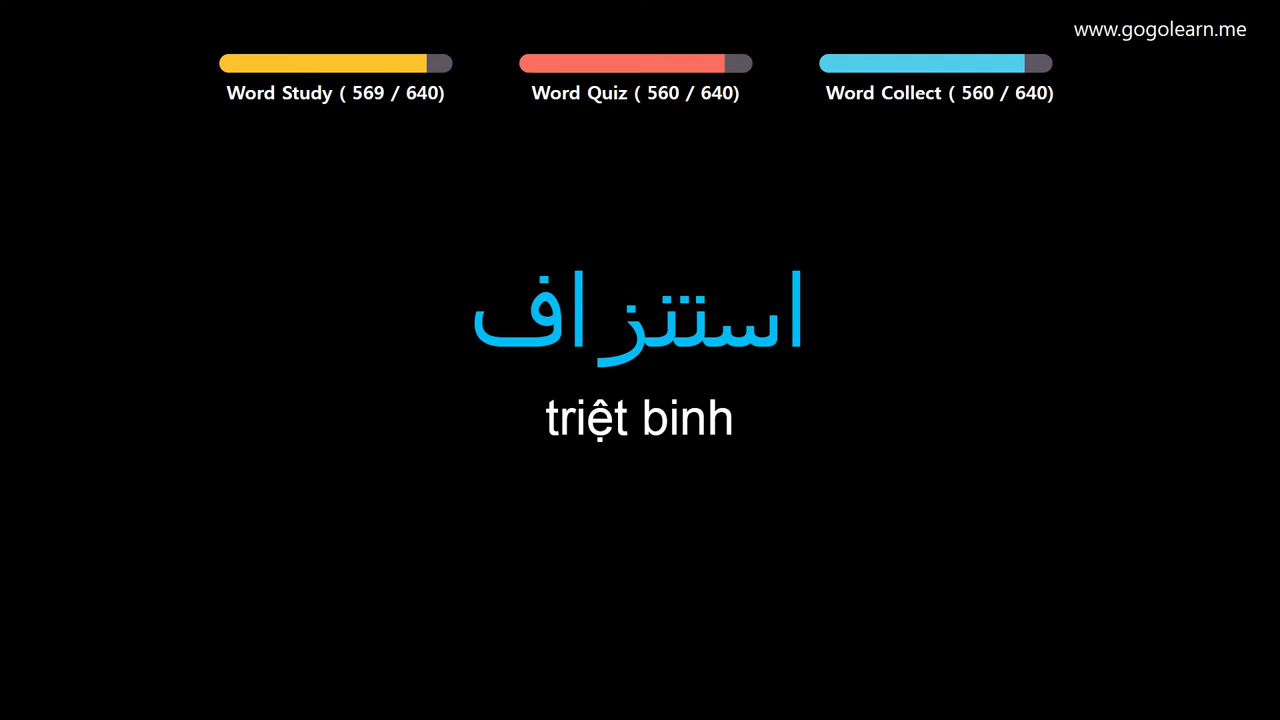 www.gogolearn.me
Word Study ( 569 / 640)
Word Quiz ( 560 / 640)
Word Collect ( 560 / 640)
استنزاف
triệt binh